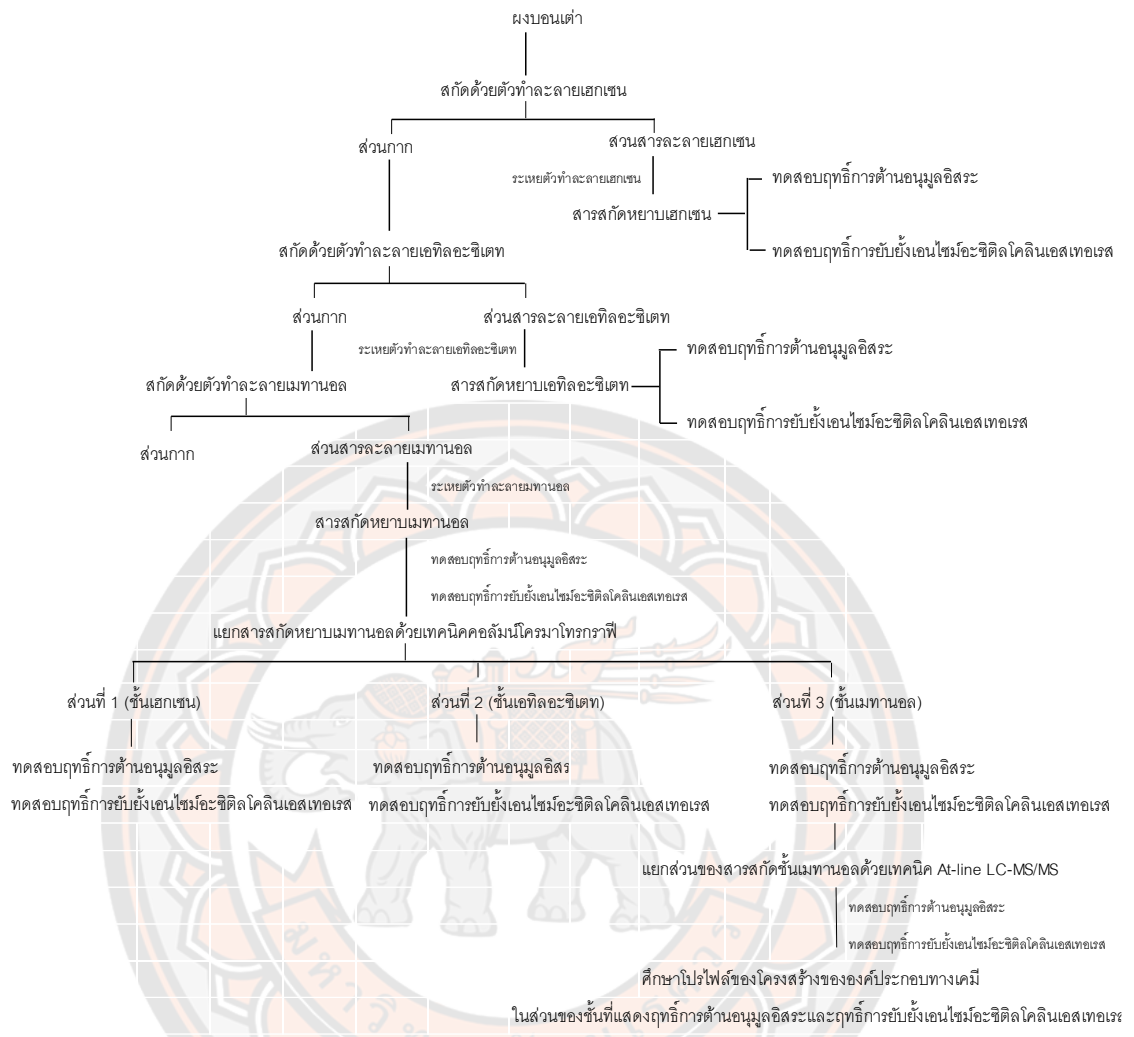 ผงบอนเต่า
สกัดด้วยตัวทำละลายเฮกเซน
ส่วนกาก
ส่วนสารละลายเฮกเซน
ระเหยตัวทำละลายเฮกเซน
ทดสอบฤทธิ์การต้านอนุมูลอิสระ
สารสกัดหยาบเฮกเซน
สกัดด้วยตัวทำละลายเอทิลอะซิเตท
ทดสอบฤทธิ์การยับยั้งเอนไซม์อะซิติลโคลินเอสเทอเรส
ส่วนกาก
ส่วนสารละลายเอทิลอะซิเตท
ระเหยตัวทำละลายเอทิลอะซิเตท
ทดสอบฤทธิ์การต้านอนุมูลอิสระ
สกัดด้วยตัวทำละลายเมทานอล
สารสกัดหยาบเอทิลอะซิเตท
ทดสอบฤทธิ์การยับยั้งเอนไซม์อะซิติลโคลินเอสเทอเรส
ส่วนกาก
ส่วนสารละลายเมทานอล
ระเหยตัวทำละลายมทานอล
สารสกัดหยาบเมทานอล
ทดสอบฤทธิ์การต้านอนุมูลอิสระ
ทดสอบฤทธิ์การยับยั้งเอนไซม์อะซิติลโคลินเอสเทอเรส
แยกสารสกัดหยาบเมทานอลด้วยเทคนิคคอลัมน์โครมาโทรกราฟี
ส่วนที่ 1 (ชั้นเฮกเซน)
ส่วนที่ 2 (ชั้นเอทิลอะซิเตท)
ส่วนที่ 3 (ชั้นเมทานอล)
ทดสอบฤทธิ์การต้านอนุมูลอิสระ
ทดสอบฤทธิ์การต้านอนุมูลอิสร
ทดสอบฤทธิ์การต้านอนุมูลอิสระ
ทดสอบฤทธิ์การยับยั้งเอนไซม์อะซิติลโคลินเอสเทอเรส
ทดสอบฤทธิ์การยับยั้งเอนไซม์อะซิติลโคลินเอสเทอเรส
ทดสอบฤทธิ์การยับยั้งเอนไซม์อะซิติลโคลินเอสเทอเรส
แยกส่วนของสารสกัดชั้นเมทานอลด้วยเทคนิค At-line LC-MS/MS
ทดสอบฤทธิ์การต้านอนุมูลอิสระ
ทดสอบฤทธิ์การยับยั้งเอนไซม์อะซิติลโคลินเอสเทอเรส
ศึกษาโปรไฟล์ของโครงสร้างขององค์ประกอบทางเคมี
ในส่วนของชั้นที่แสดงฤทธิ์การต้านอนุมูลอิสระและฤทธิ์การยับยั้งเอนไซม์อะซิติลโคลินเอสเทอเรส